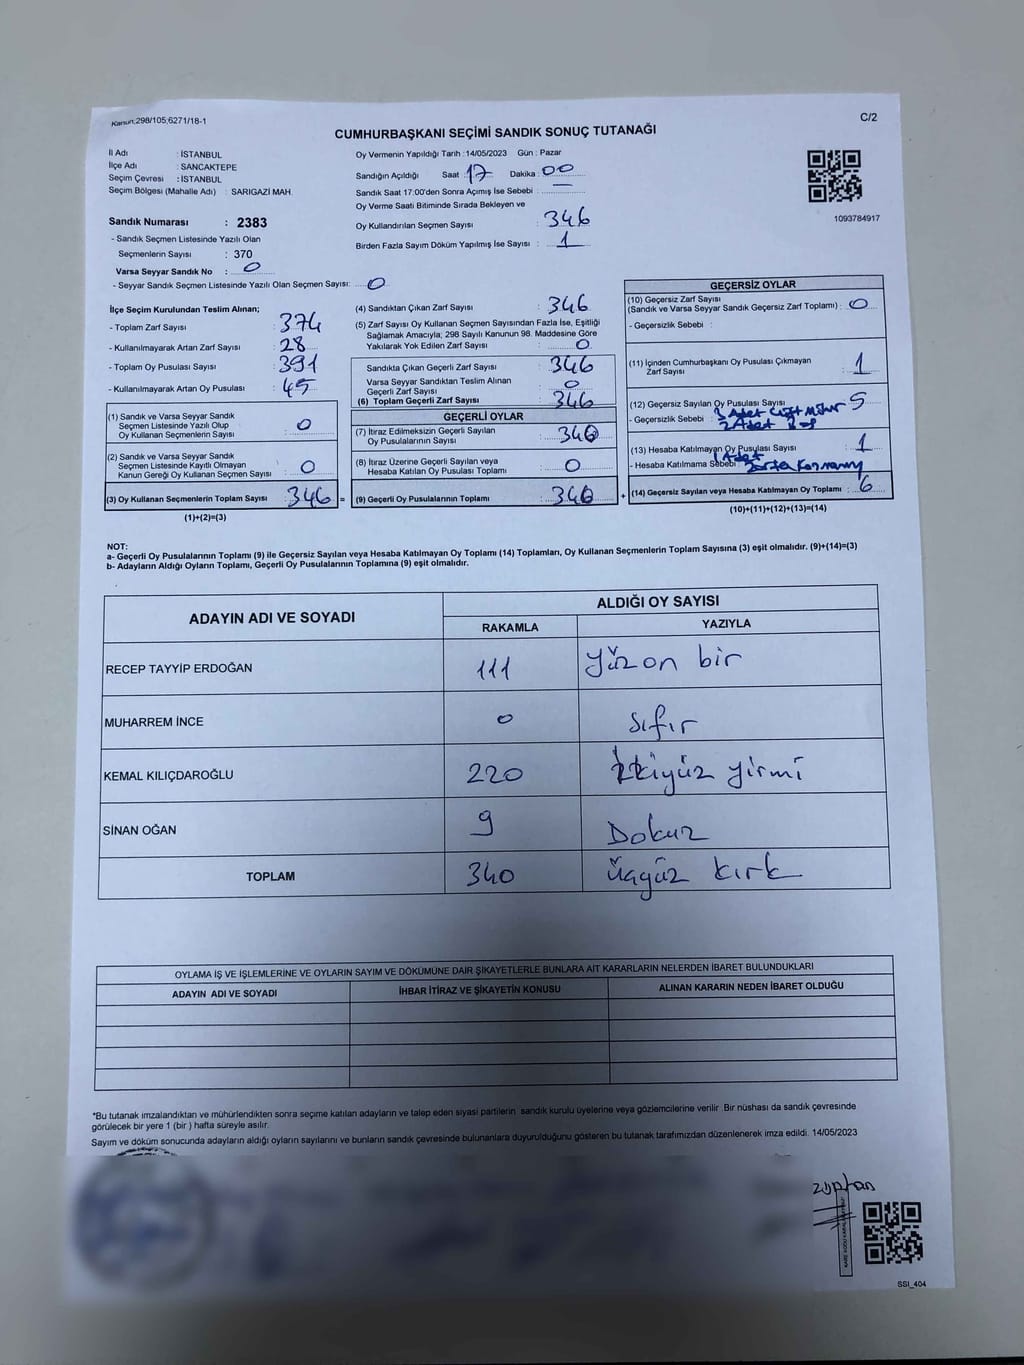 Kanun;298/105;6271/18-1
C/2
CUMHURBAŞKANI SEÇİMİ SANDIK SONUÇ TUTANAĞI
İl Adı : İSTANBUL
İlçe Adı : SANCAKTEPE
Seçim Çevresi : İSTANBUL
Seçim Bölgesi (Mahalle Adı) : SARIGAZİ MAH.
Sandık Numarası : 2383
- Sandık Seçmen Listesinde Yazılı Olan
Seçmenlerin Sayısı : 370
Varsa Seyyar Sandık No : 0
- Seyyar Sandık Seçmen Listesinde Yazılı Olan Seçmen Sayısı: 0
Oy Vermenin Yapıldığı Tarih :14/05/2023 Gün : Pazar
Sandığın Açıldığı Saat : 17 Dakika : 00
Sandık Saat 17:00'den Sonra Açımış İse Sebebi : —
Oy Verme Saati Bitiminde Sırada Bekleyen ve
Oy Kullandırılan Seçmen Sayısı : 346
Birden Fazla Sayım Döküm Yapılmış İse Sayısı : 1
1093784917
İlçe Seçim Kurulundan Teslim Alınan;
- Toplam Zarf Sayısı : 374
- Kullanılmayarak Artan Zarf Sayısı : 28
- Toplam Oy Pusulası Sayısı : 391
- Kullanılmayarak Artan Oy Pusulası : 45
(1) Sandık ve Varsa Seyyar Sandık
Seçmen Listesinde Yazılı Olup
Oy Kullanan Seçmenlerin Sayısı : 0
(2) Sandık ve Varsa Seyyar Sandık
Seçmen Listesinde Kayıtlı Olmayan
Kanun Gereği Oy Kullanan Seçmen Sayısı : 0
(3) Oy Kullanan Seçmenlerin Toplam Sayısı : 346 =
(1)+(2)=(3)
(4) Sandıktan Çıkan Zarf Sayısı : 346
(5) Zarf Sayısı Oy Kullanan Seçmen Sayısından Fazla İse, Eşitliği
Sağlamak Amacıyla; 298 Sayılı Kanunun 98. Maddesine Göre
Yakılarak Yok Edilen Zarf Sayısı : 0
Sandıkta Çıkan Geçerli Zarf Sayısı : 346
Varsa Seyyar Sandıktan Teslim Alınan
Geçerli Zarf Sayısı : 0
(6) Toplam Geçerli Zarf Sayısı : 346
GEÇERLİ OYLAR
(7) İtiraz Edilmeksizin Geçerli Sayılan
Oy Pusulalarının Sayısı : 340
(8) İtiraz Üzerine Geçerli Sayılan veya
Hesaba Katılan Oy Pusulası Toplamı : 0
(9) Geçerli Oy Pusulalarının Toplamı : 340 +
GEÇERSİZ OYLAR
(10) Geçersiz Zarf Sayısı
(Sandık ve Varsa Seyyar Sandık Geçersiz Zarf Toplamı) : 0
- Geçersizlik Sebebi :
(11) İçinden Cumhurbaşkanı Oy Pusulası Çıkmayan
Zarf Sayısı : 1
(12) Geçersiz Sayılan Oy Pusulası Sayısı : 5
- Geçersizlik Sebebi : 3 Adet çift mühür
2 Adet
(13) Hesaba Katılmayan Oy Pusulası Sayısı : 1
1 Adet
- Hesaba Katılmama Sebebi :
(14) Geçersiz Sayılan veya Hesaba Katılmayan Oy Toplamı : 6
(10)+(11)+(12)+(13)=(14)
NOT:
a- Geçerli Oy Pusulalarının Toplamı (9) ile Geçersiz Sayılan veya Hesaba Katılmayan Oy Toplamı (14) Toplamları, Oy Kullanan Seçmenlerin Toplam Sayısına (3) eşit olmalıdır. (9)+(14)=(3)
b- Adayların Aldığı Oyların Toplamı, Geçerli Oy Pusulalarının Toplamına (9) eşit olmalıdır.
ADAYIN ADI VE SOYADI
ALDIĞI OY SAYISI
RAKAMLA YAZIYLA
RECEP TAYYİP ERDOĞAN 111 Yüzon bir
MUHARREM İNCE 0 sıfır
KEMAL KILIÇDAROĞLU 220 İkiyüz yirmi
SİNAN OĞAN 9 Dokuz
TOPLAM 340 üçyüz kırk
OYLAMA İŞ VE İŞLEMLERİNE VE OYLARIN SAYIM VE DÖKÜMÜNE DAİR ŞİKAYETLERLE BUNLARA AİT KARARLARIN NELERDEN İBARET BULUNDUKLARI
ADAYIN ADI VE SOYADI İHBAR İTİRAZ VE ŞİKAYETİN KONUSU ALINAN KARARIN NEDEN İBARET OLDUĞU
*Bu tutanak imzalandıktan ve mühürlendikten sonra seçime katılan adayların ve talep eden siyasi partilerin sandık kurulu üyelerine veya gözlemcilerine verilir .Bir nüshası da sandık çevresinde
görülecek bir yere 1 (bir ) hafta süreyle asılır.
Sayım ve döküm sonucunda adayların aldığı oyların sayılarını ve bunların sandık çevresinde bulunanlara duyurulduğunu gösteren bu tutanak tarafımızdan düzenlenerek imza edildi. 14/05/2023
SSI_404